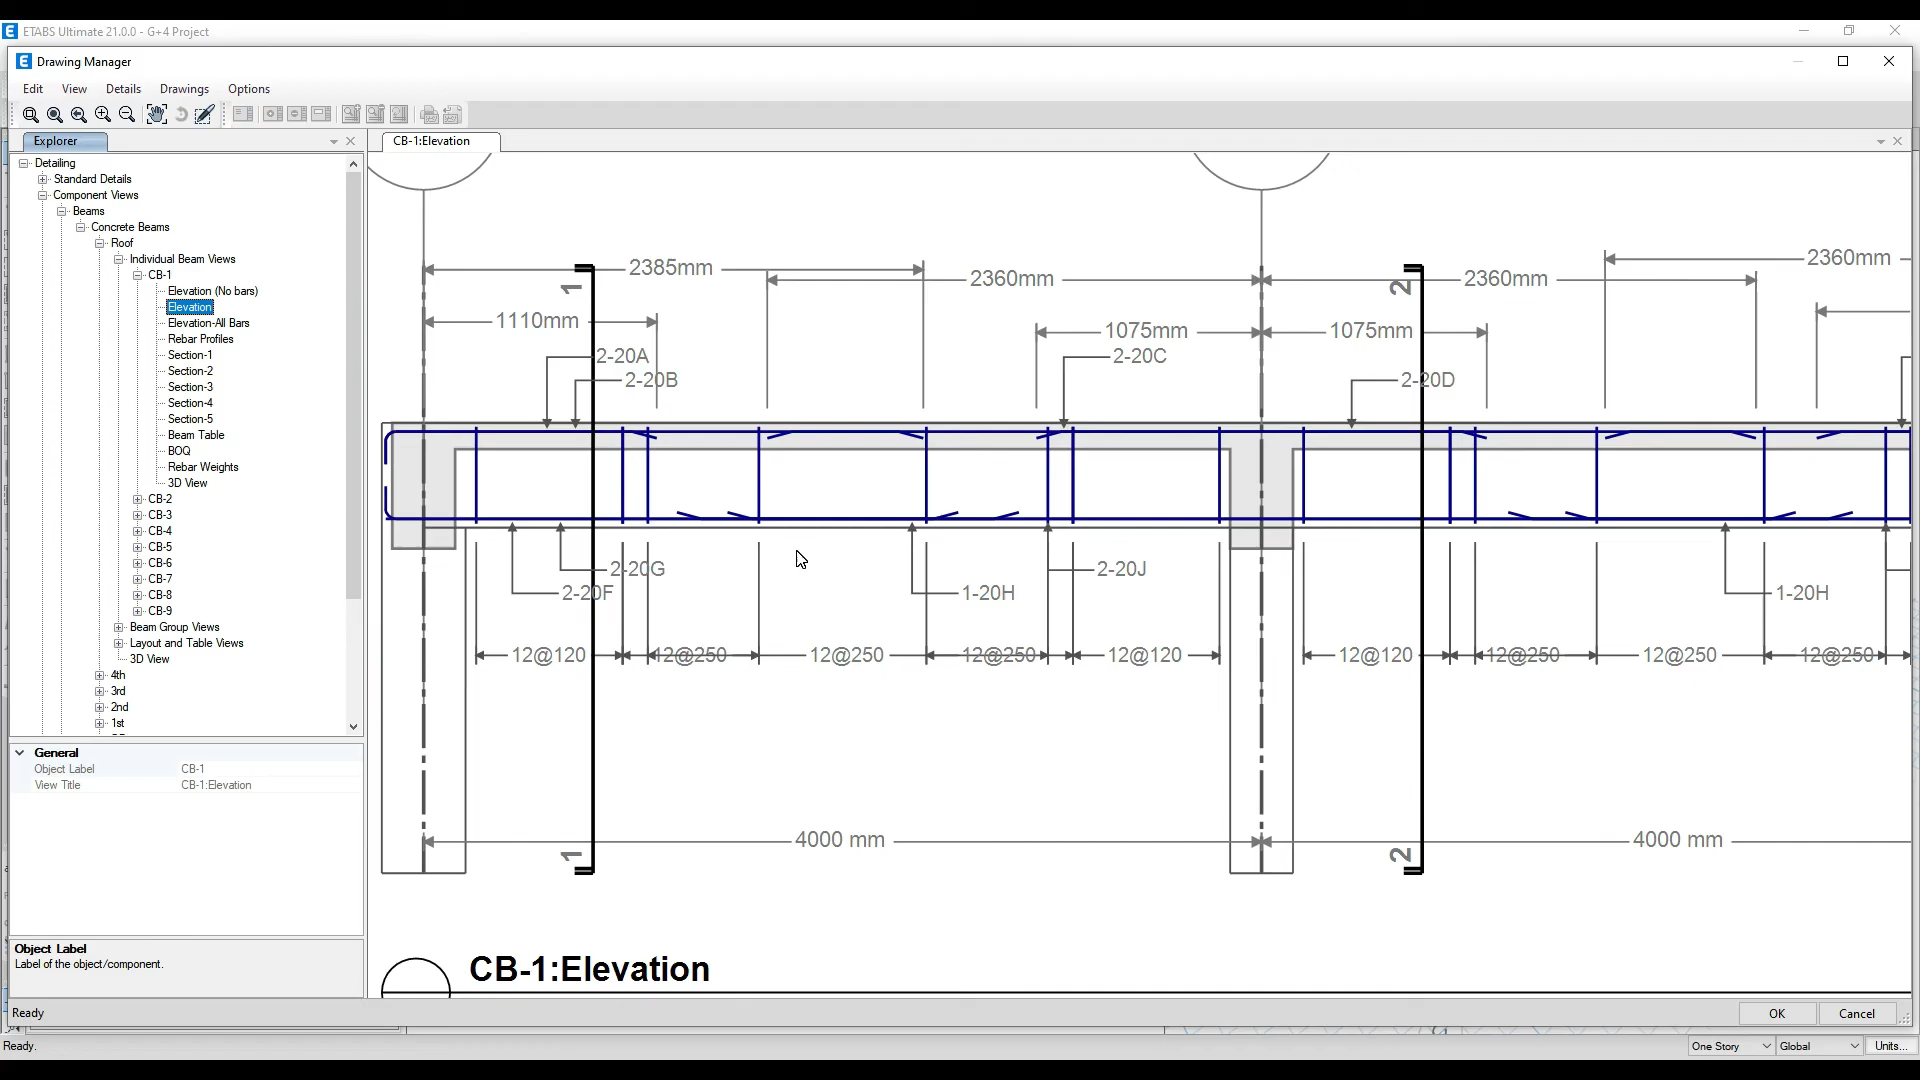 ETABS Ultimate 21.0.0 - G+4 Project
Drawing Manager
Edit View Details Drawings Options
Explorer
CB-1:Elevation
Detailing
Standard Details
Component Views
Beams
Concrete Beams
Roof
Individual Beam Views
CB-1
Elevation (No bars)
Elevation
Elevation-All Bars
Rebar Profiles
Section-1
Section-2
Section-3
Section-4
Section-5
Beam Table
BOQ
Rebar Weights
3D View
CB-2
CB-3
CB-4
CB-5
CB-6
CB-7
CB-8
CB-9
Beam Group Views
Layout and Table Views
3D View
4th
3rd
2nd
1st
General
Object Label CB-1
View Title CB-1:Elevation
Object Label
Label of the object/component.
2360mm
2385mm 2360mm 2360mm
1 2
1110mm 1075mm 1075mm
2-20A 2-20C
2-20B 2-20D
2-20G 2-20J
2-20F 1-20H 1-20H
12@120 12@250 12@250 12@250 12@120 12@120 12@250 12@250 12@250
4000 mm 4000 mm
1 2
CB-1:Elevation
Ready
OK Cancel
Ready.
One Story Global Units...